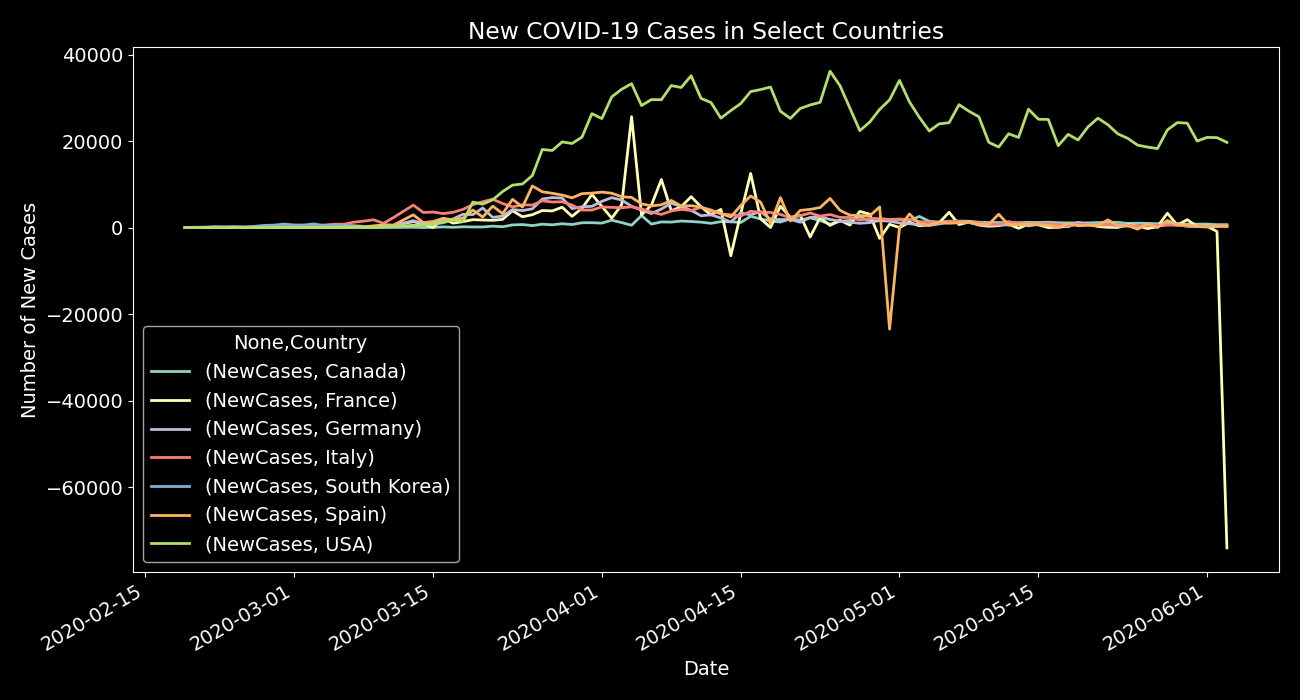 New COVID-19 Cases in Select Countries
40000
20000
0
−20000
−40000
−60000
Number of New Cases
None,Country
(NewCases, Canada)
(NewCases, France)
(NewCases, Germany)
(NewCases, Italy)
(NewCases, South Korea)
(NewCases, Spain)
(NewCases, USA)
2020-02-15
2020-03-01
2020-03-15
2020-04-01
2020-04-15
2020-05-01
2020-05-15
2020-06-01
Date